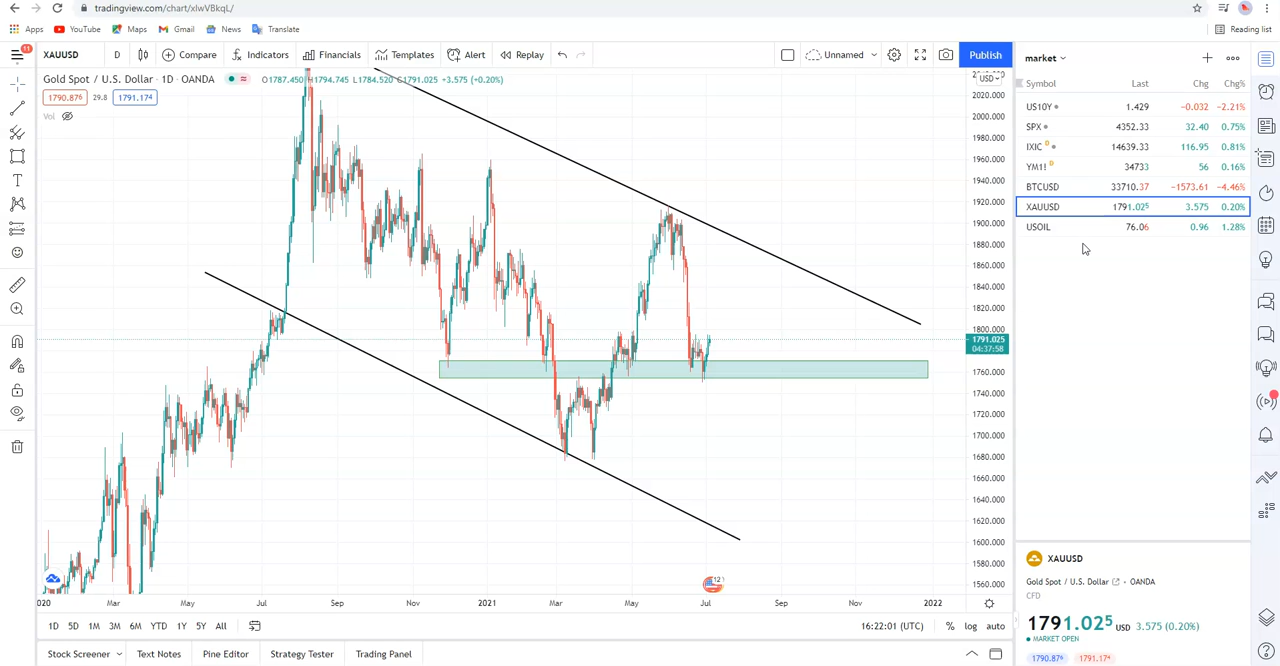 tradingview.com/chart/xlwVBkqL/
Apps YouTube Maps Gmail News Translate Reading list
11 XAUUSD D Compare Indicators Financials Templates Alert Replay Unnamed Publish
Gold Spot / U.S. Dollar · 1D · OANDA O1787.450 H1794.745 L1784.520 C1791.025 +3.575 (+0.20%)
1790.876 29.8 1791.174
Vol
USD
2020.000
2000.000
1980.000
1960.000
1940.000
1920.000
1900.000
1880.000
1860.000
1840.000
1820.000
1800.000
1791.025
04:37:58
1760.000
1740.000
1720.000
1700.000
1680.000
1660.000
1640.000
1620.000
1600.000
1580.000
1560.000
12
2020 Mar May Jul Sep Nov 2021 Mar May Jul Sep Nov 2022
1D 5D 1M 3M 6M YTD 1Y 5Y All 16:22:01 (UTC) % log auto
Stock Screener Text Notes Pine Editor Strategy Tester Trading Panel
market
Symbol Last Chg Chg%
US10Y 1.429 −0.032 −2.21%
SPX 4352.33 32.40 0.75%
IXIC D 14639.33 116.95 0.81%
YM1! D 34733 56 0.16%
BTCUSD 33710.37 −1573.61 −4.46%
XAUUSD 1791.025 3.575 0.20%
USOIL 76.06 0.96 1.28%
XAUUSD
Gold Spot / U.S. Dollar · OANDA
CFD
1791.025 USD 3.575 (0.20%)
MARKET OPEN
1790.876 1791.174